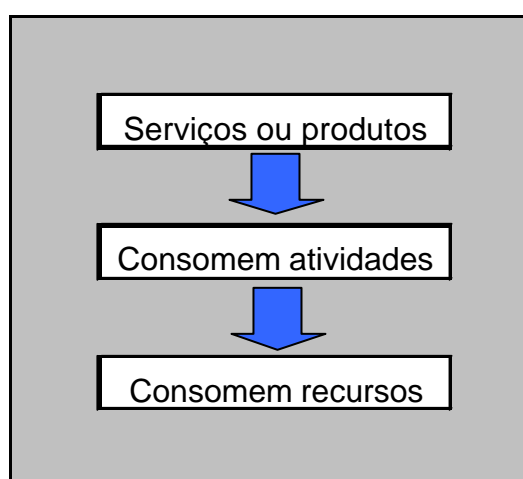 Serviços ou produtos
Consomem atividades
Consomem recursos